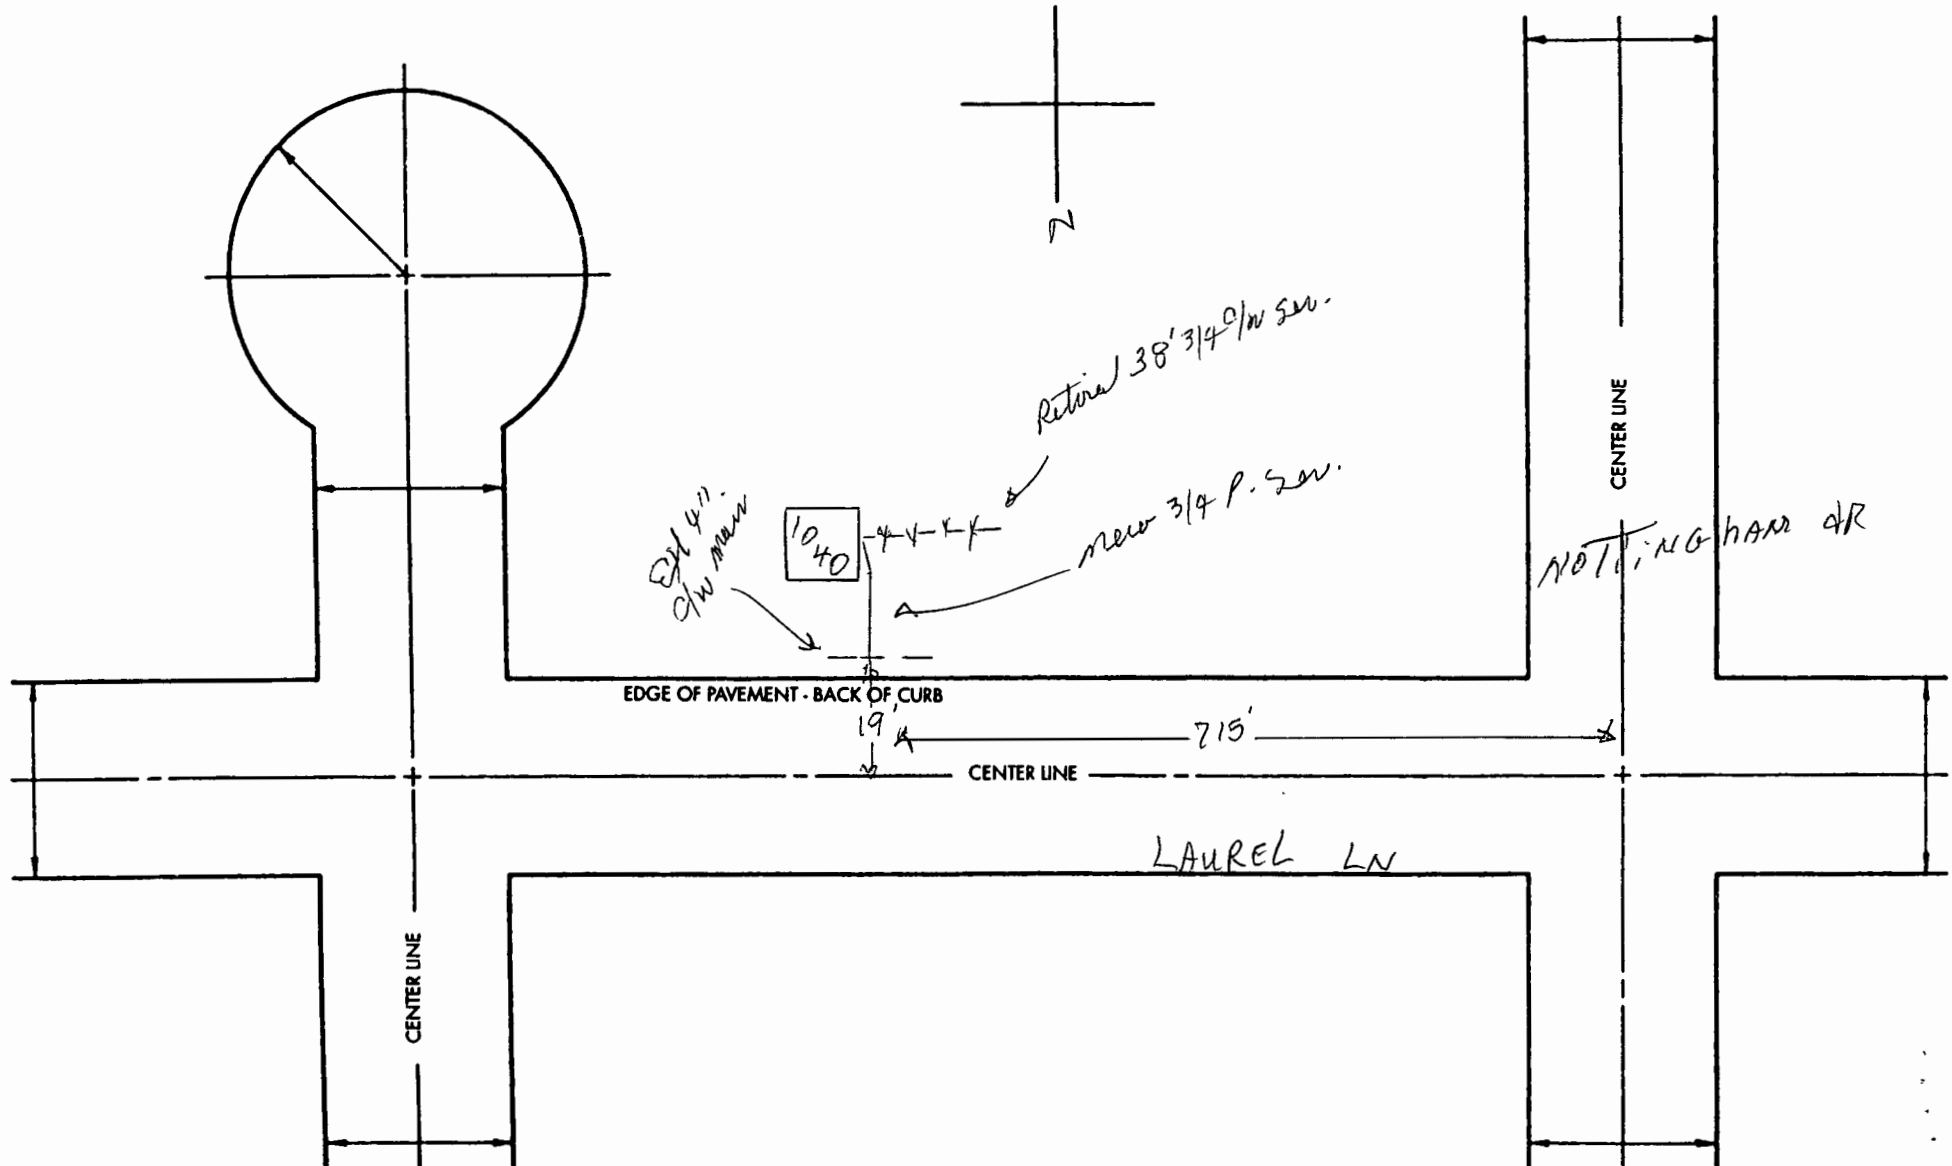 N
Retired 38' 3/4 c/w Ser.
CENTER LINE
Ext 4".
c/w main
1040
new 3/4 P. Ser.
NOTTINGHAM DR
EDGE OF PAVEMENT - BACK OF CURB
19'
715'
CENTER LINE
LAUREL LN
CENTER LINE